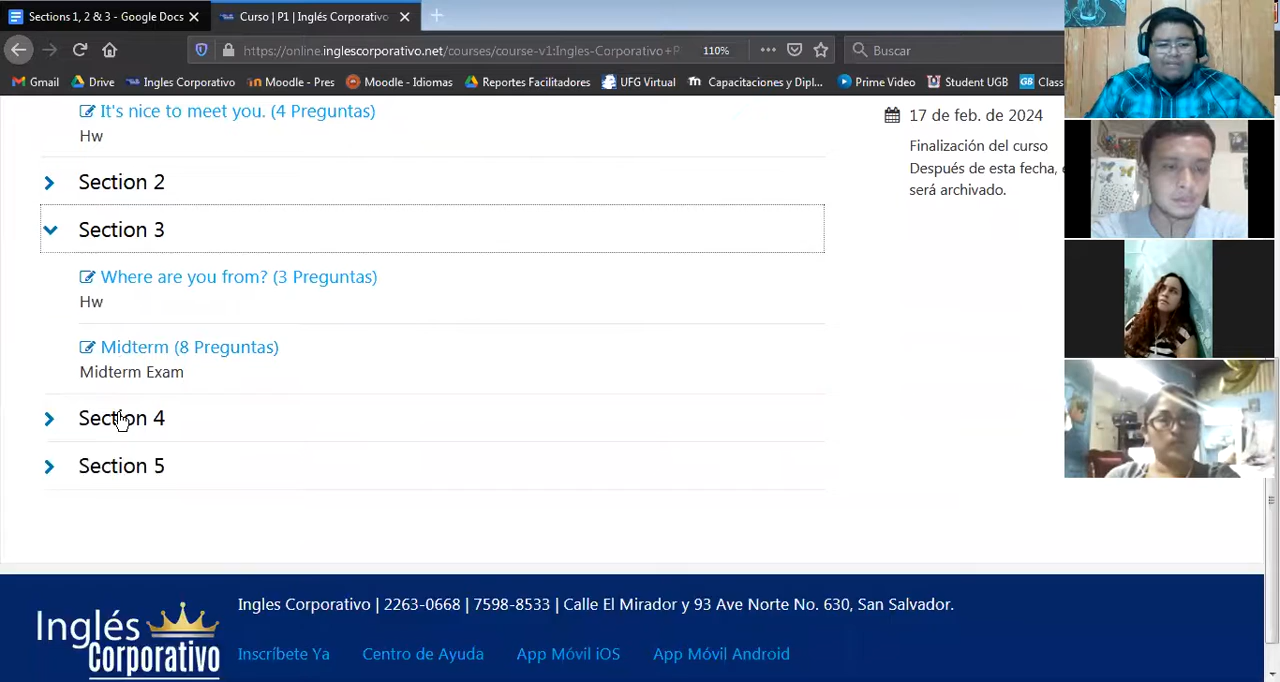 Sections 1, 2 & 3 - Google Docs
Curso | P1 | Inglés Corporativo
https://online.inglescorporativo.net/courses/course-v1:Ingles-Corporativo+P
110%
Buscar
Gmail
Drive
Ingles Corporativo
Moodle - Pres
Moodle - Idiomas
Reportes Facilitadores
UFG Virtual
Capacitaciones y Dipl...
Prime Video
Student UGB
Class
It's nice to meet you. (4 Preguntas)
Hw
Section 2
Section 3
Where are you from? (3 Preguntas)
Hw
Midterm (8 Preguntas)
Midterm Exam
Section 4
Section 5
17 de feb. de 2024
Finalización del curso
Después de esta fecha,
será archivado.
Inglés
Corporativo
Ingles Corporativo | 2263-0668 | 7598-8533 | Calle El Mirador y 93 Ave Norte No. 630, San Salvador.
Inscríbete Ya
Centro de Ayuda
App Móvil iOS
App Móvil Android